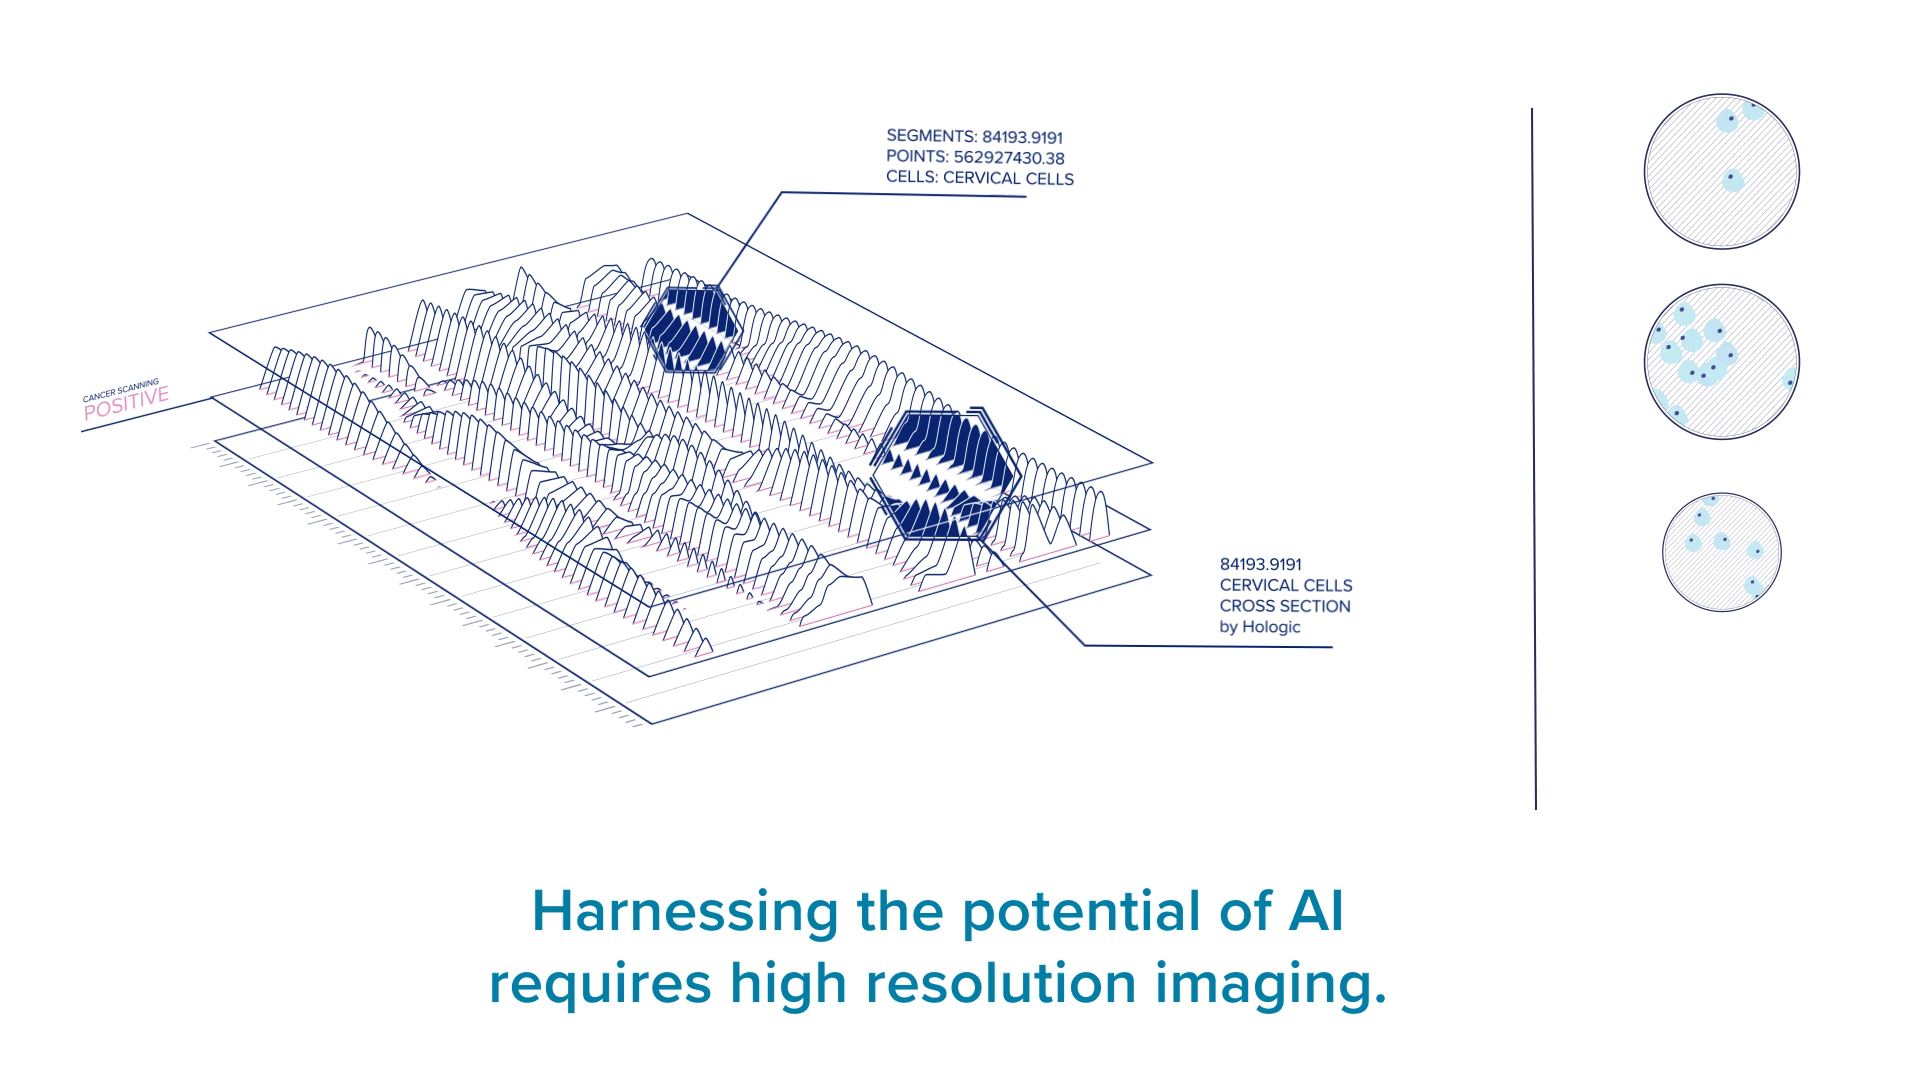 SEGMENTS: 84193.9191
POINTS: 562927430.38
CELLS: CERVICAL CELLS
CANCER SCANNING
POSITIVE
84193.9191
CERVICAL CELLS
CROSS SECTION
by Hologic
Harnessing the potential of AI
requires high resolution imaging.